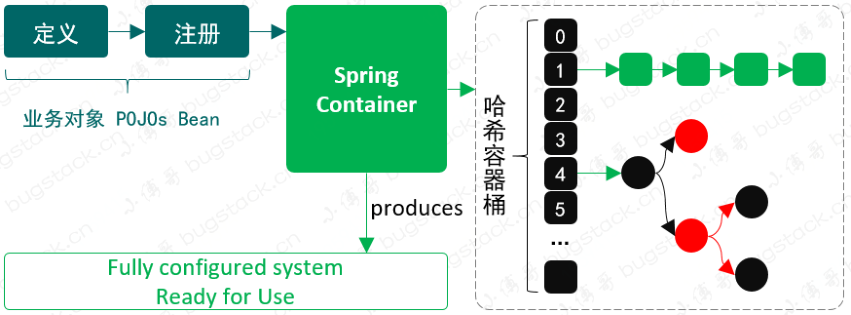 定义
注册
业务对象 POJOs Bean
Spring
Container
produces
Fully configured system
Ready for Use
哈希容器桶
0
1
2
3
4
5
...
小傅哥 bugstack.cn